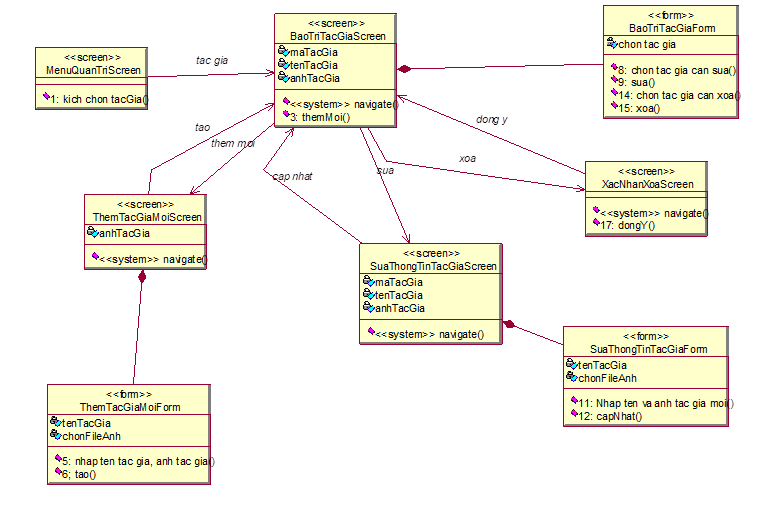 <<screen>>
MenuQuanTriScreen
1: kich chon tacGia()
tac gia
<<screen>>
BaoTriTacGiaScreen
maTacGia
tenTacGia
anhTacGia
<<system>> navigate()
3: themMoi()
<<form>>
BaoTriTacGiaForm
chon tac gia
8: chon tac gia can sua()
9: sua()
14: chon tac gia can xoa()
15: xoa()
tao
them moi
cap nhat
sua
xoa
dong y
<<screen>>
XacNhanXoaScreen
<<system>> navigate()
17: dongY()
<<screen>>
ThemTacGiaMoiScreen
anhTacGia
<<system>> navigate()
<<screen>>
SuaThongTinTacGiaScreen
maTacGia
tenTacGia
anhTacGia
<<system>> navigate()
<<form>>
SuaThongTinTacGiaForm
tenTacGia
chonFileAnh
11: Nhap ten va anh tac gia moi()
12: capNhat()
<<form>>
ThemTacGiaMoiForm
tenTacGia
chonFileAnh
5: nhap ten tac gia, anh tac gia()
6; tao()